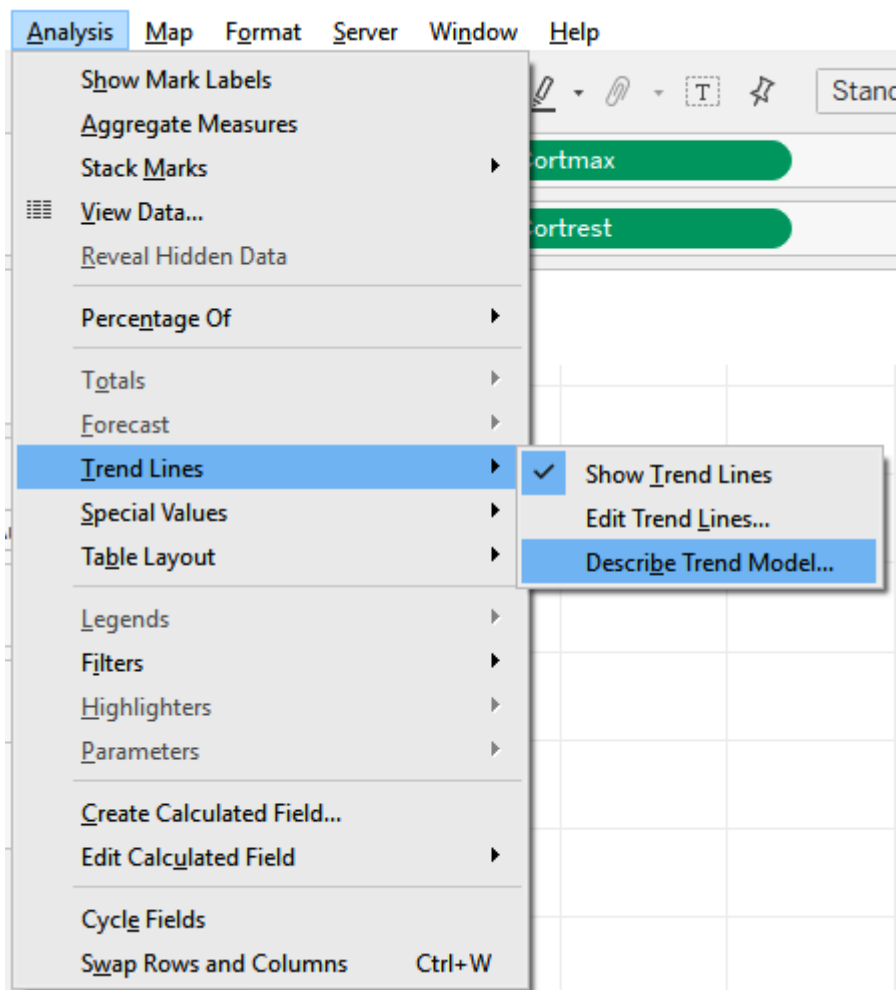 Analysis Map Format Server Window Help
Show Mark Labels
Aggregate Measures
Stack Marks
View Data...
Reveal Hidden Data
Percentage Of
Totals
Forecast
Trend Lines
Special Values
Table Layout
Legends
Filters
Highlighters
Parameters
Create Calculated Field...
Edit Calculated Field
Cycle Fields
Swap Rows and Columns Ctrl+W
T
Stand
ortmax
ortrest
Show Trend Lines
Edit Trend Lines...
Describe Trend Model...